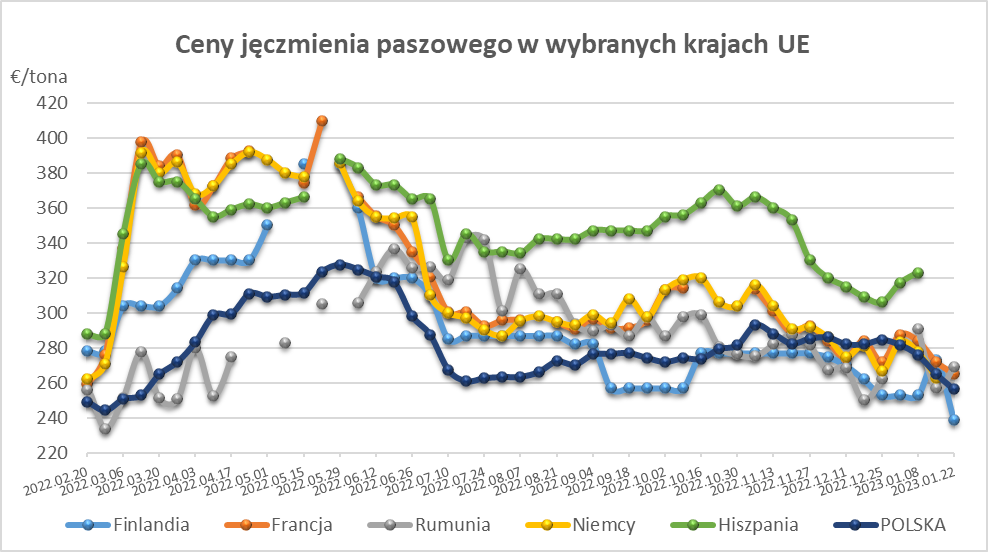 Ceny jęczmienia paszowego w wybranych krajach UE
€/tona
420
400
380
360
340
320
300
280
260
240
220
2022.02.20 2022.03.06 2022.03.20 2022.04.03 2022.04.17 2022.05.01 2022.05.15 2022.05.29 2022.06.12 2022.06.26 2022.07.10 2022.07.24 2022.08.07 2022.08.21 2022.09.04 2022.09.18 2022.10.02 2022.10.16 2022.10.30 2022.11.13 2022.11.27 2022.12.11 2022.12.25 2023.01.08 2023.01.22
Finlandia Francja Rumunia Niemcy Hiszpania POLSKA